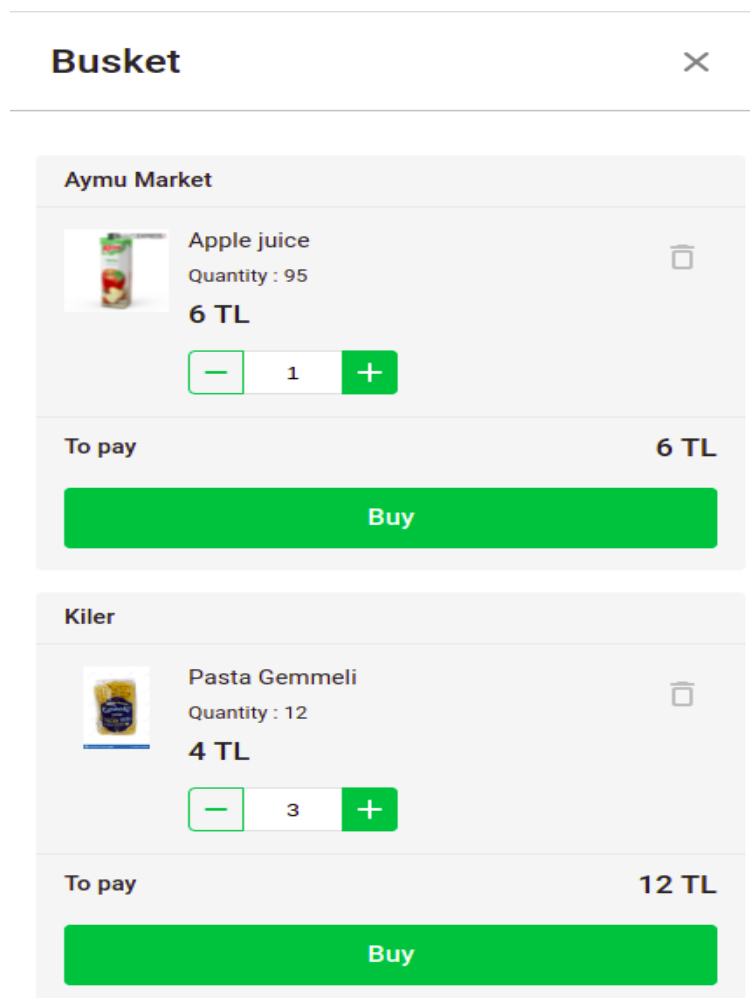 Busket
Aymu Market
Apple juice
Quantity : 95
6 TL
1
To pay
6 TL
Buy
Kiler
Pasta Gemmeli
Quantity : 12
4 TL
3
To pay
12 TL
Buy